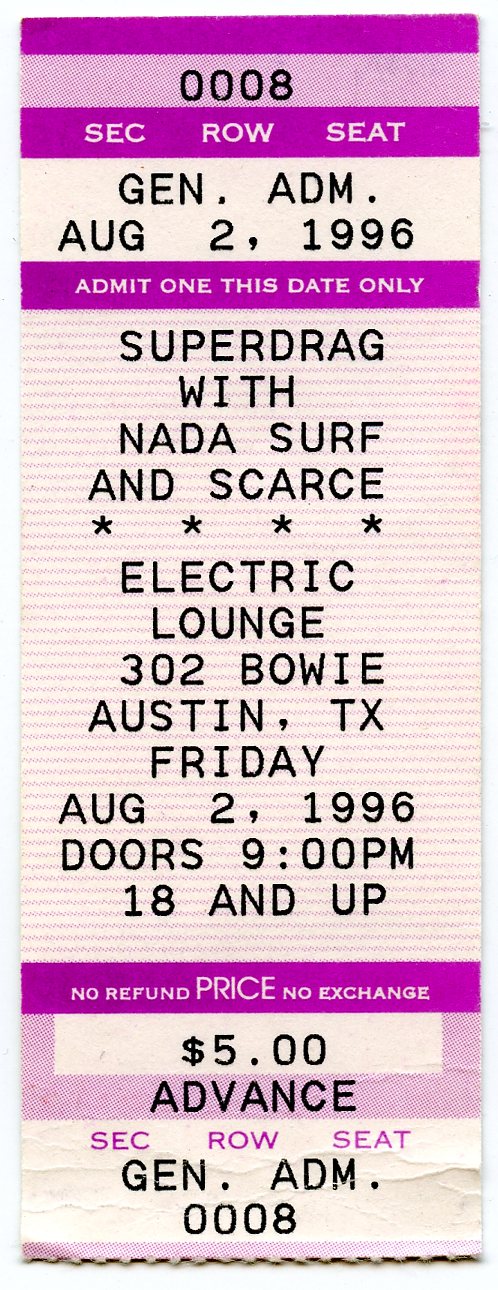 0008
SEC ROW SEAT
GEN. ADM.
AUG 2, 1996
ADMIT ONE THIS DATE ONLY
SUPERDRAG
WITH
NADA SURF
AND SCARCE
* * * *
ELECTRIC
LOUNGE
302 BOWIE
AUSTIN, TX
FRIDAY
AUG 2, 1996
DOORS 9:00PM
18 AND UP
NO REFUND PRICE NO EXCHANGE
$5.00
ADVANCE
SEC ROW SEAT
GEN. ADM.
0008